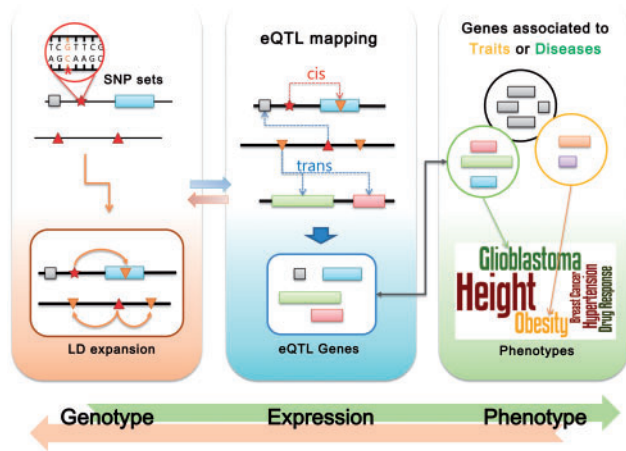 TCGTTCG
AGCAAGC
SNP sets
LD expansion
eQTL mapping
cis
trans
eQTL Genes
Genes associated to
Traits or Diseases
Glioblastoma
Height
Obesity
Breast Cancer
Hypertension
Drug Response
Phenotypes
Genotype
Expression
Phenotype